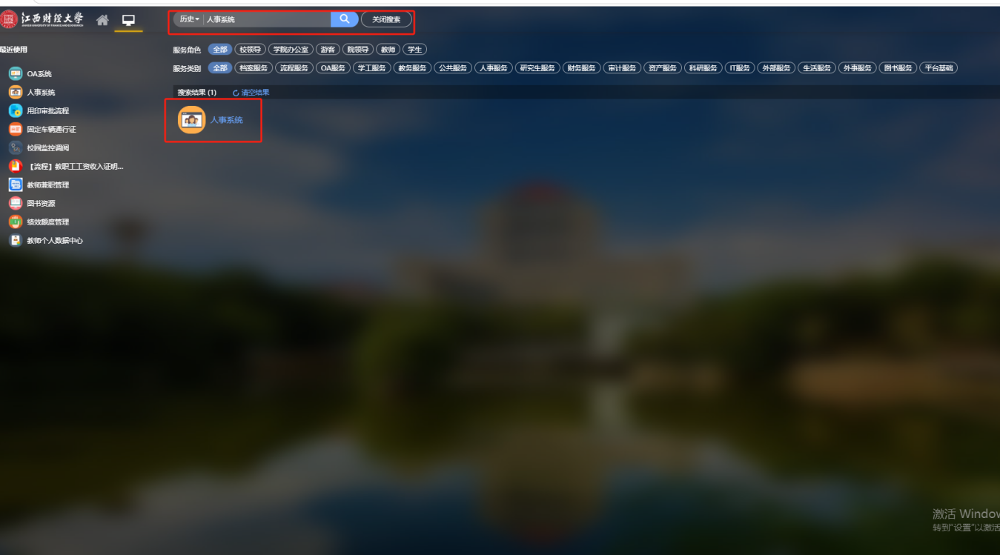 江西财经大学
JIANGXI UNIVERSITY OF FINANCE AND ECONOMICS
历史 人事系统 关闭搜索
最近使用
OA系统
人事系统
用印审批流程
固定车辆通行证
校园监控调阅
【流程】教职工工资收入证明...
教师兼职管理
图书资源
绩效额度管理
教师个人数据中心
服务角色 全部 校领导 学院办公室 游客 院领导 教师 学生
服务类别 全部 档案服务 流程服务 OA服务 学工服务 教务服务 公共服务 人事服务 研究生服务 财务服务 审计服务 资产服务 科研服务 IT服务 外部服务 生活服务 外事服务 图书服务 平台基础
搜索结果 (1) 清空结果
人事系统
激活 Window
转到"设置"以激活